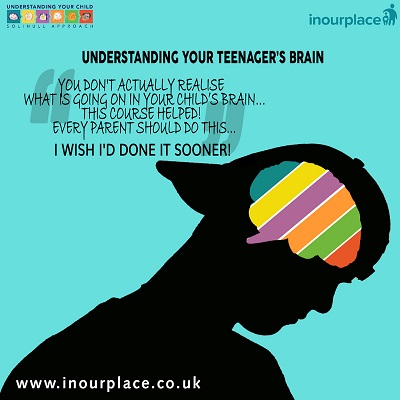 UNDERSTANDING YOUR CHILD
SOLIHULL APPROACH
inourplace
UNDERSTANDING YOUR TEENAGER'S BRAIN
YOU DON'T ACTUALLY REALISE
WHAT IS GOING ON IN YOUR CHILD'S BRAIN...
THIS COURSE HELPED!
EVERY PARENT SHOULD DO THIS...
I WISH I'D DONE IT SOONER!
www.inourplace.co.uk